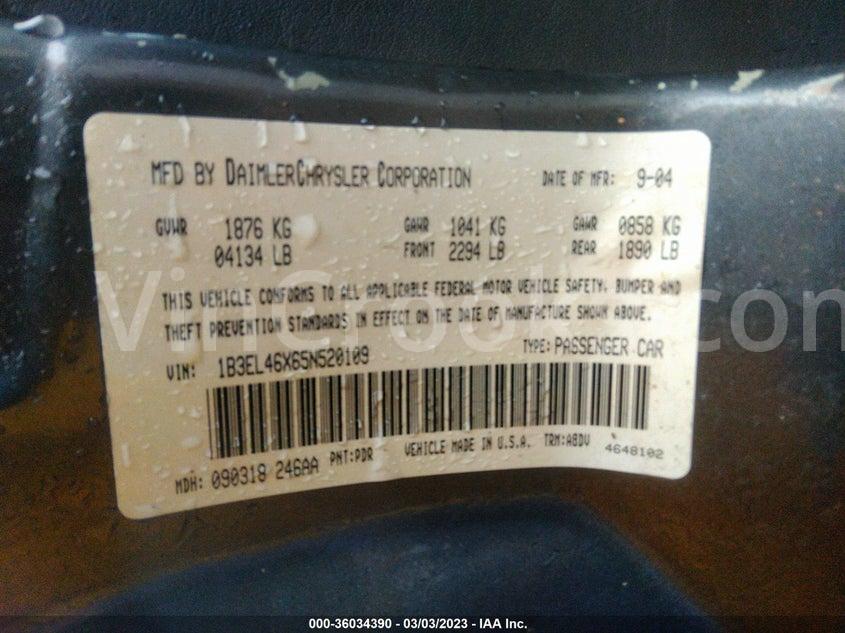 MFD BY DAIMLERCHRYSLER CORPORATION DATE OF MFR: 9-04
GVWR 1876 KG GAWR 1041 KG GAWR 0858 KG
04134 LB FRONT 2294 LB REAR 1890 LB
THIS VEHICLE CONFORMS TO ALL APPLICABLE FEDERAL MOTOR VEHICLE SAFETY, BUMPER AND
THEFT PREVENTION STANDARDS IN EFFECT ON THE DATE OF MANUFACTURE SHOWN ABOVE.
VIN: 1B3EL46X65N520109 TYPE: PASSENGER CAR
MDH: 090318 246AA PNT:PDR VEHICLE MADE IN U.S.A. TRM:A8DV 4648102
000-36034390 - 03/03/2023 - IAA Inc.